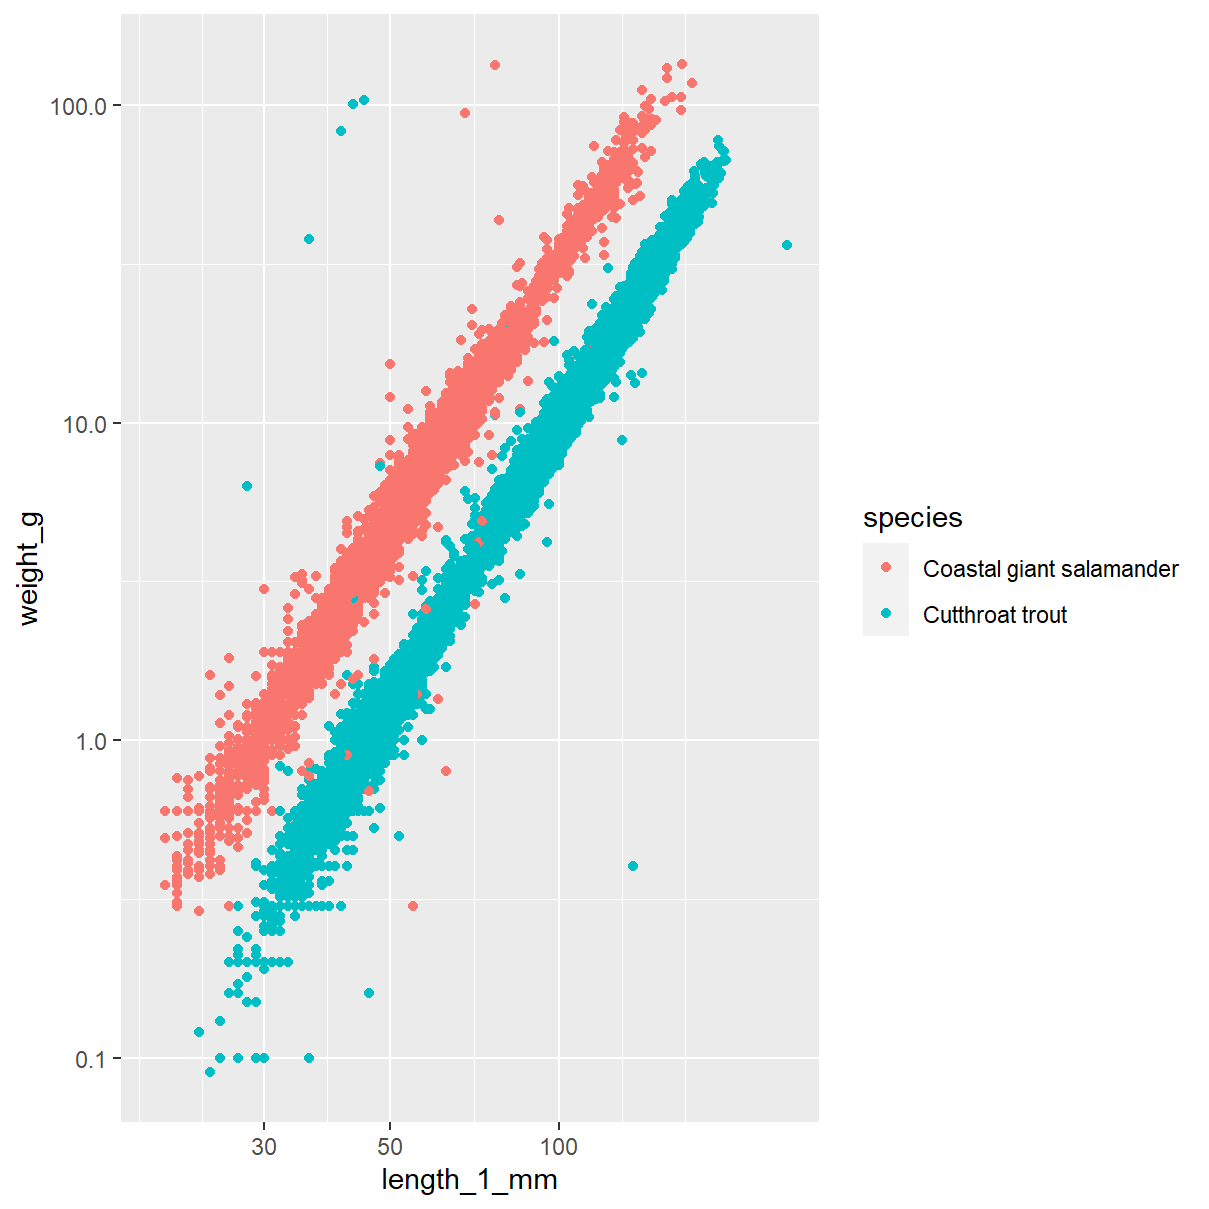 100.0
10.0
1.0
0.1
weight_g
30 50 100
length_1_mm
species
Coastal giant salamander
Cutthroat trout